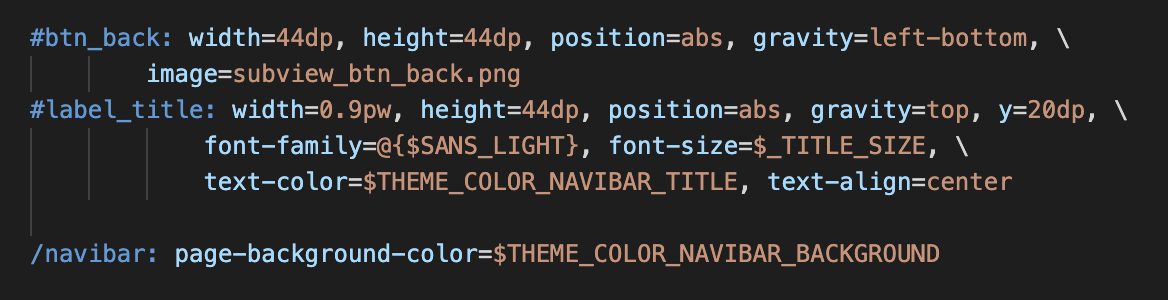 #btn_back: width=44dp, height=44dp, position=abs, gravity=left-bottom, \
image=subview_btn_back.png
#label_title: width=0.9pw, height=44dp, position=abs, gravity=top, y=20dp, \
font-family=@{$SANS_LIGHT}, font-size=$_TITLE_SIZE, \
text-color=$THEME_COLOR_NAVIBAR_TITLE, text-align=center
/navibar: page-background-color=$THEME_COLOR_NAVIBAR_BACKGROUND